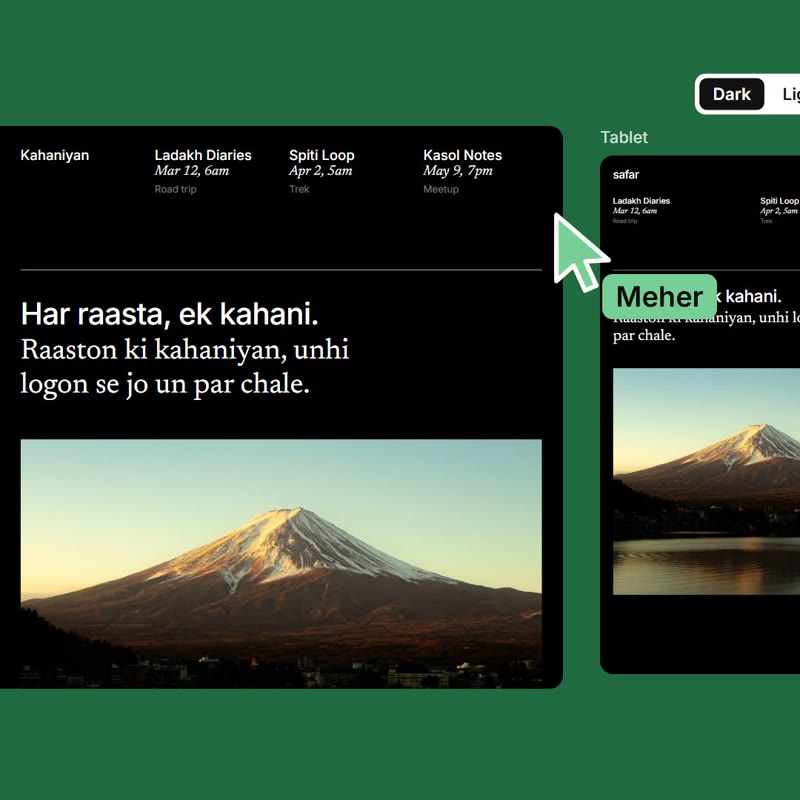 Dark
Kahaniyan
Ladakh Diaries
Mar 12, 6am
Road trip
Spiti Loop
Apr 2, 5am
Trek
Kasol Notes
May 9, 7pm
Meetup
Har raasta, ek kahani.
Raaston ki kahaniyan, unhi
logon se jo un par chale.
Tablet
safar
Ladakh Diaries
Mar 12, 6am
Road trip
Spiti Loop
Apr 2, 5am
Trek
Meher
kahani.
kahaniyan, unhi
par chale.